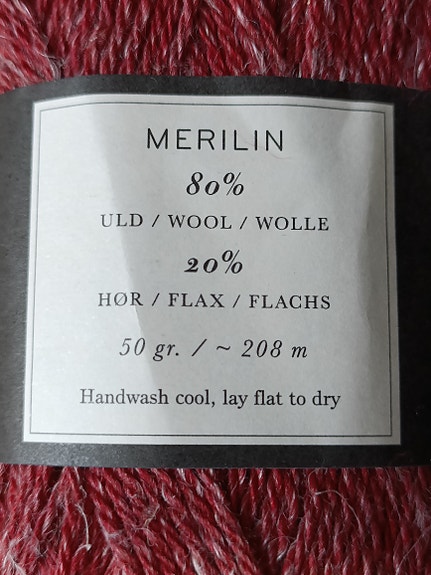 MERILIN
80%
ULD / WOOL / WOLLE
20%
HØR / FLAX / FLACHS
50 gr. / ~ 208 m
Handwash cool, lay flat to dry